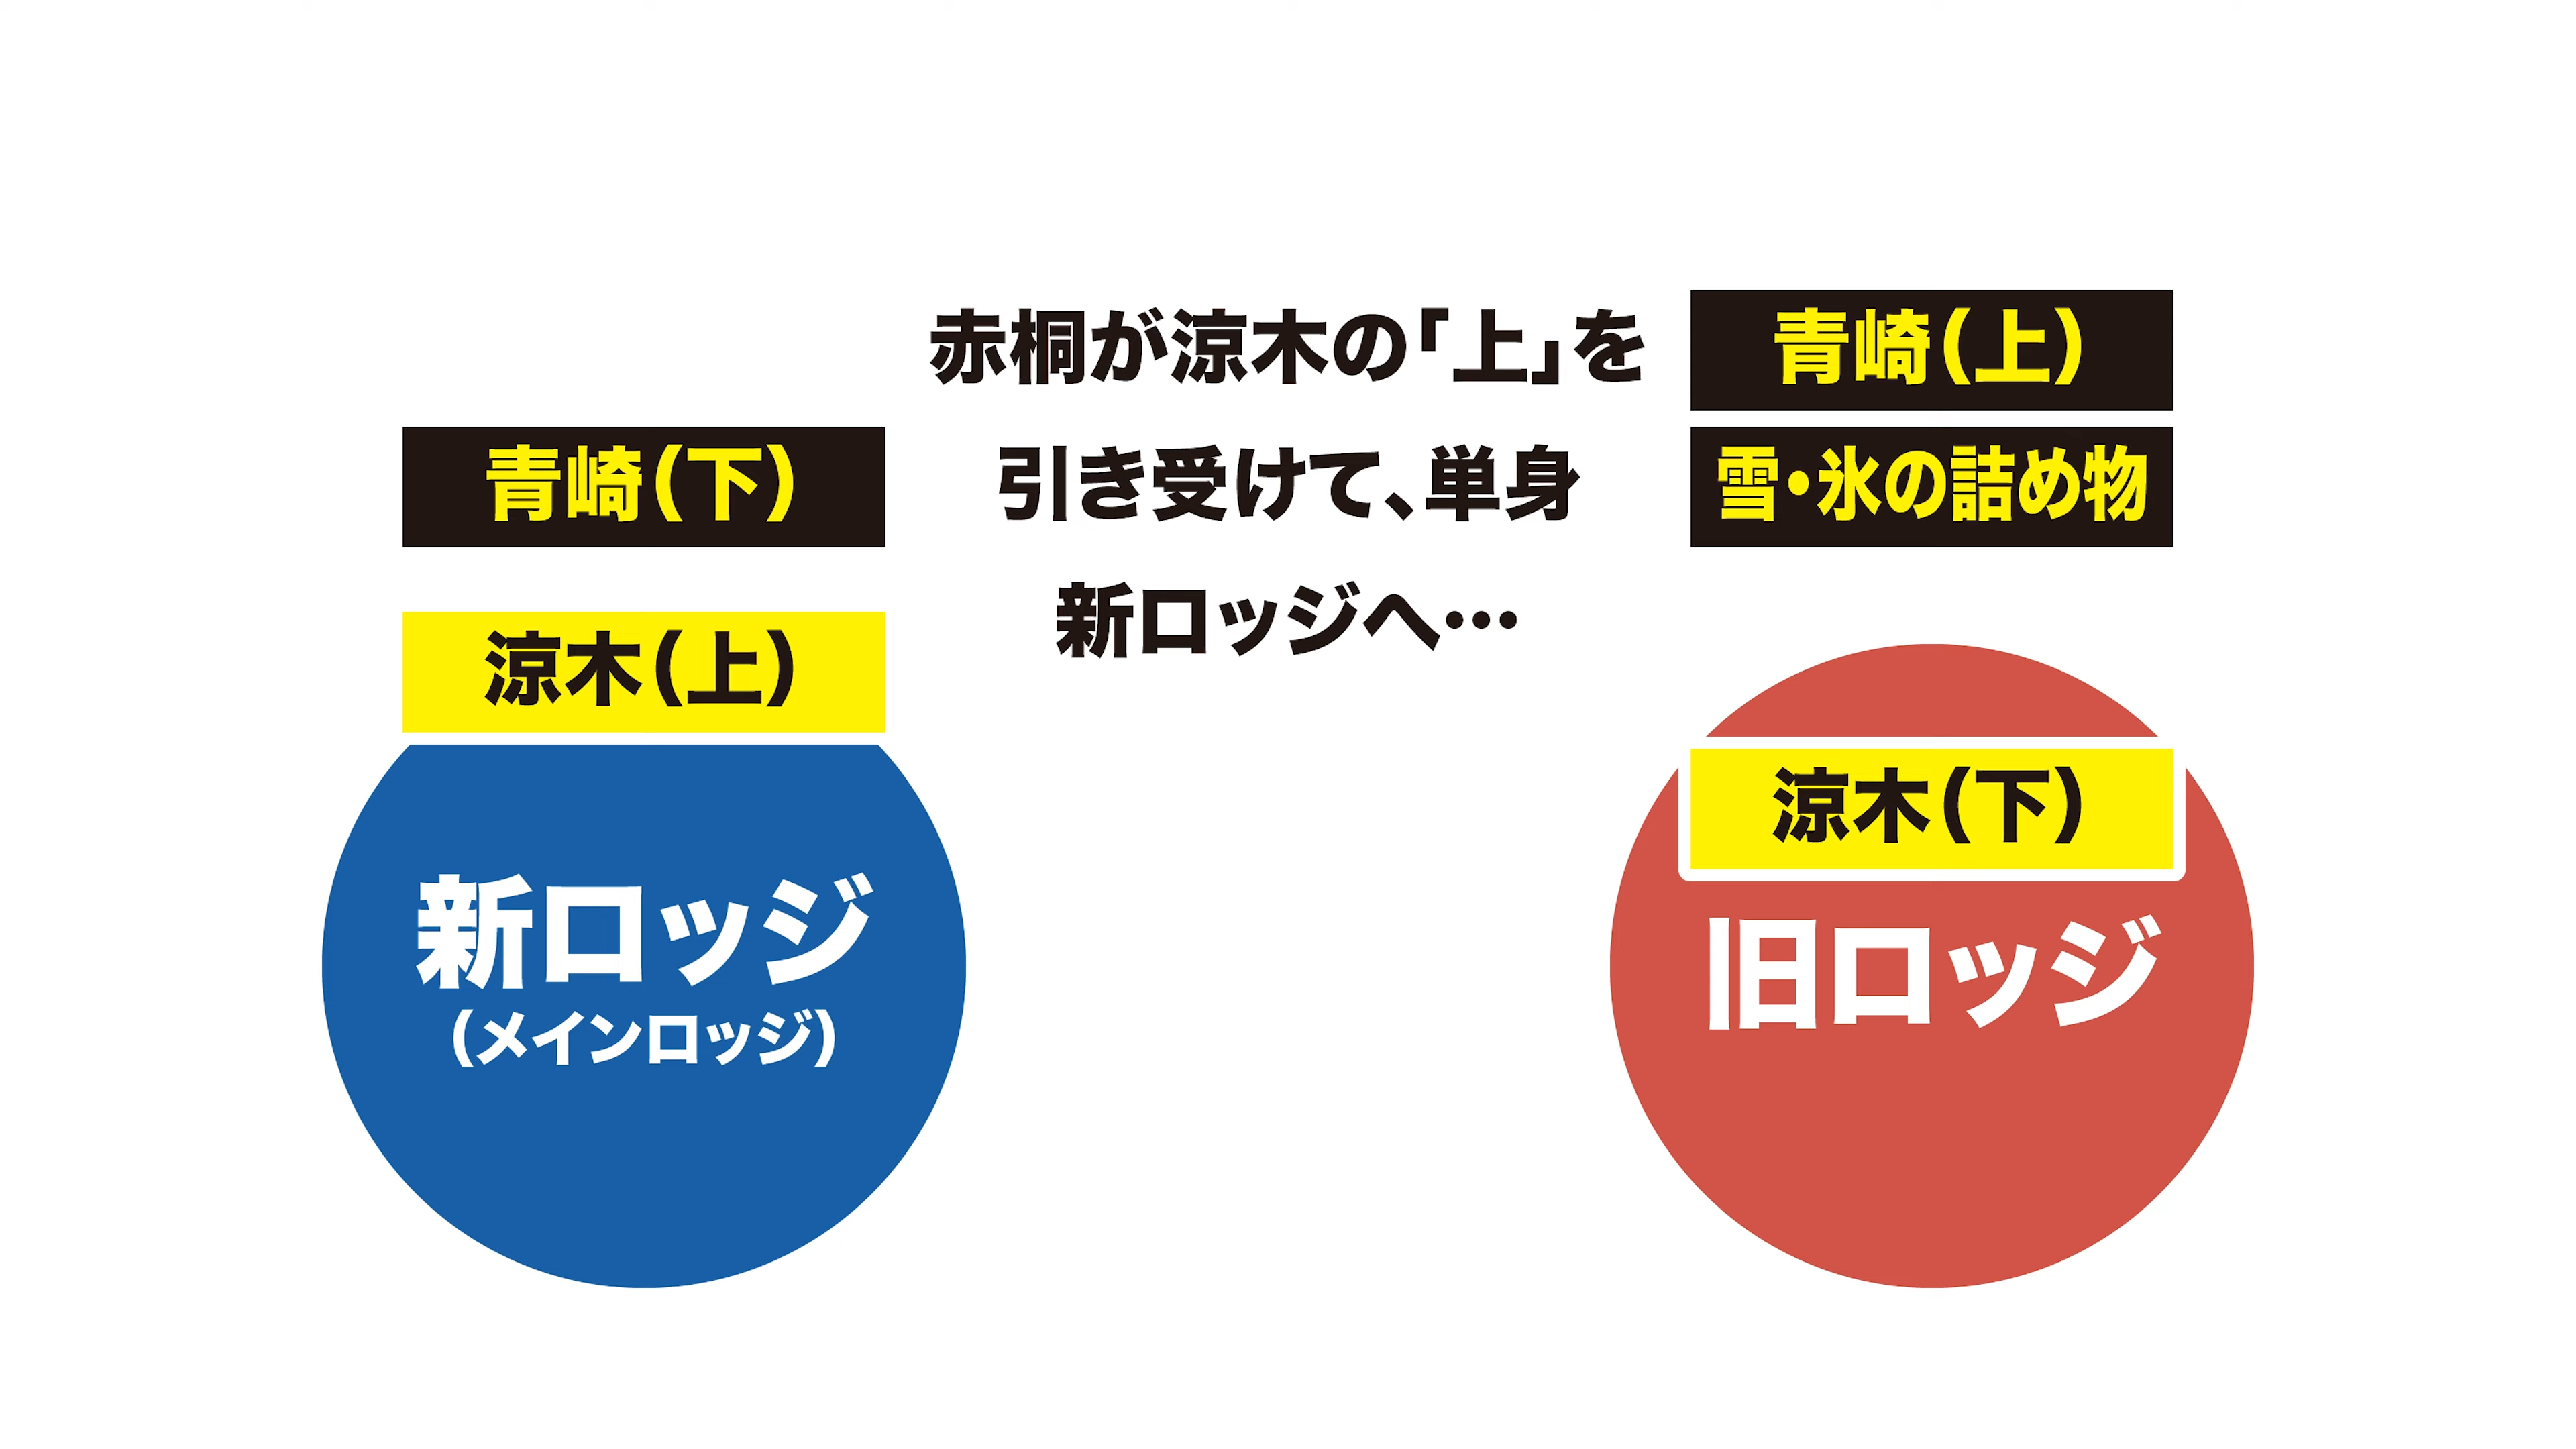 赤桐が涼木の「上」を
引き受けて、単身
新ロッジへ…
青崎（下）
涼木（上）
新ロッジ
（メインロッジ）
青崎（上）
雪・氷の詰め物
涼木（下）
旧ロッジ